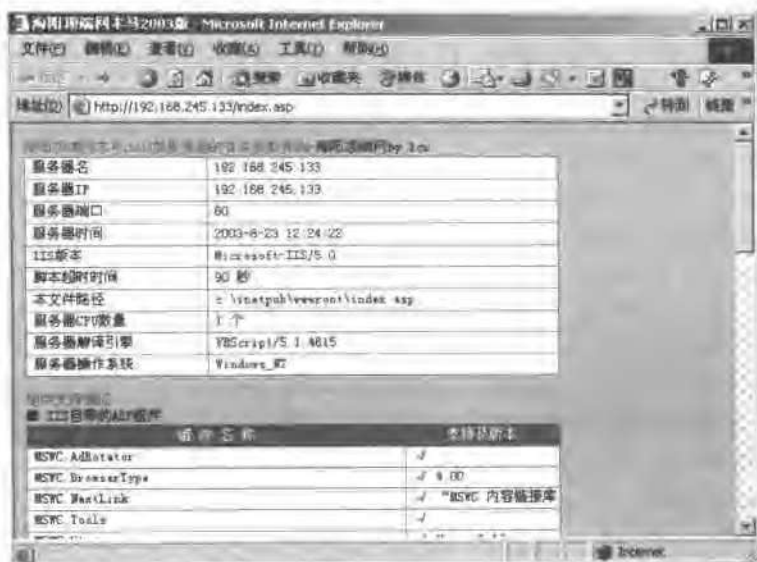 海阳顶端网木马2003版 - Microsoft Internet Explorer
文件(F) 编辑(E) 查看(V) 收藏(A) 工具(T) 帮助(H)
搜索 收藏夹
地址(D) http://192.168.245.133/index.asp 转到 链接 »
服务器名 192.168.245.133
服务器IP 192.168.245.133
服务器端口 80
服务器时间 2003-8-23 12:24:22
IIS版本 Microsoft-IIS/5.0
脚本超时时间 90 秒
本文件路径 c:\inetpub\wwwroot\index.asp
服务器CPU数量 1 个
服务器解译引擎 VBScript/5.1.4615
服务器操作系统 Windows_NT
■ IIS自带的ASP组件
组 件 名 称 支持及版本
MSWC.AdRotator √
MSWC.BrowserType √ 4.00
MSWC.NextLink √ "MSWC 内容链接库
MSWC.Tools √
Internet